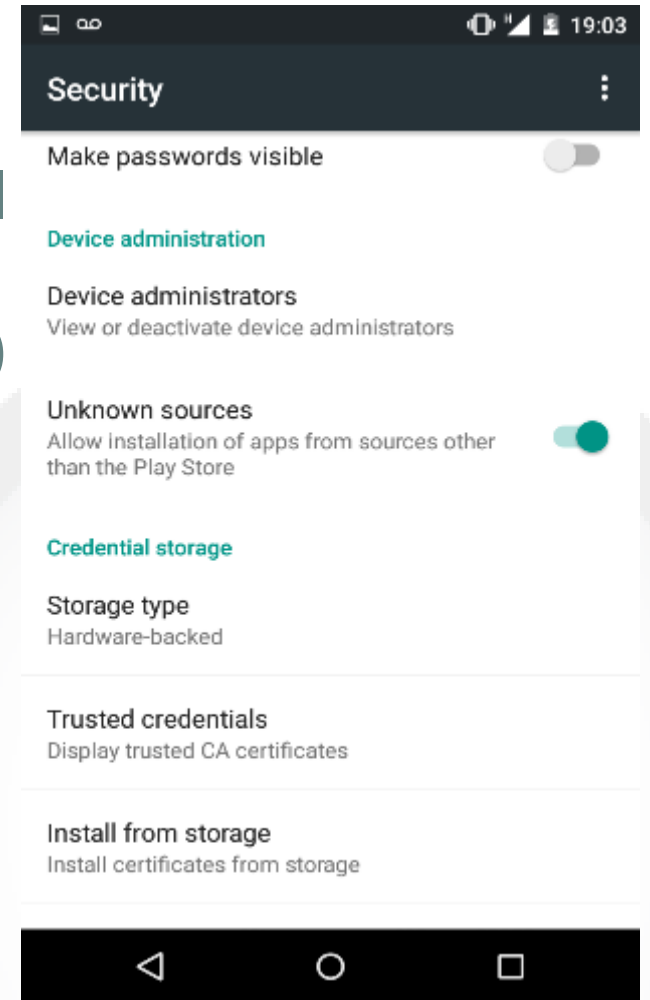 19:03
Security
Make passwords visible
Device administration
Device administrators
View or deactivate device administrators
Unknown sources
Allow installation of apps from sources other
than the Play Store
Credential storage
Storage type
Hardware-backed
Trusted credentials
Display trusted CA certificates
Install from storage
Install certificates from storage